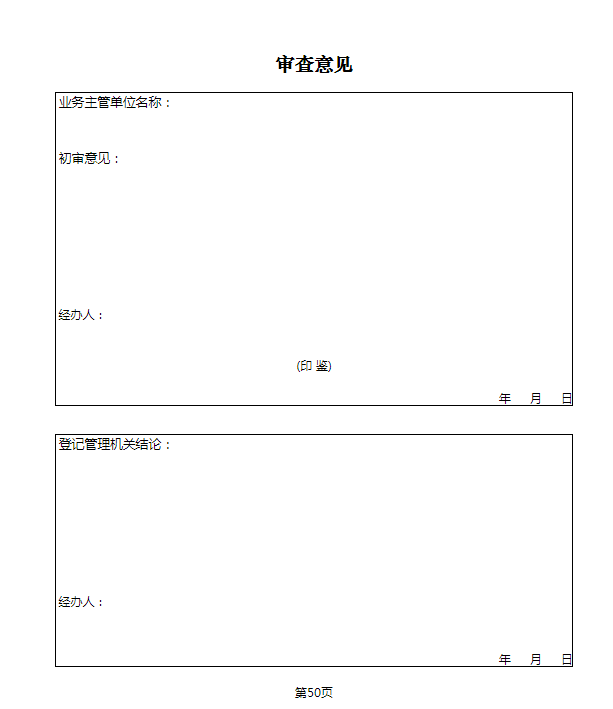 审查意见
业务主管单位名称：
初审意见：
经办人：
(印 鉴)
年 月 日
登记管理机关结论：
经办人：
年 月 日
第50页